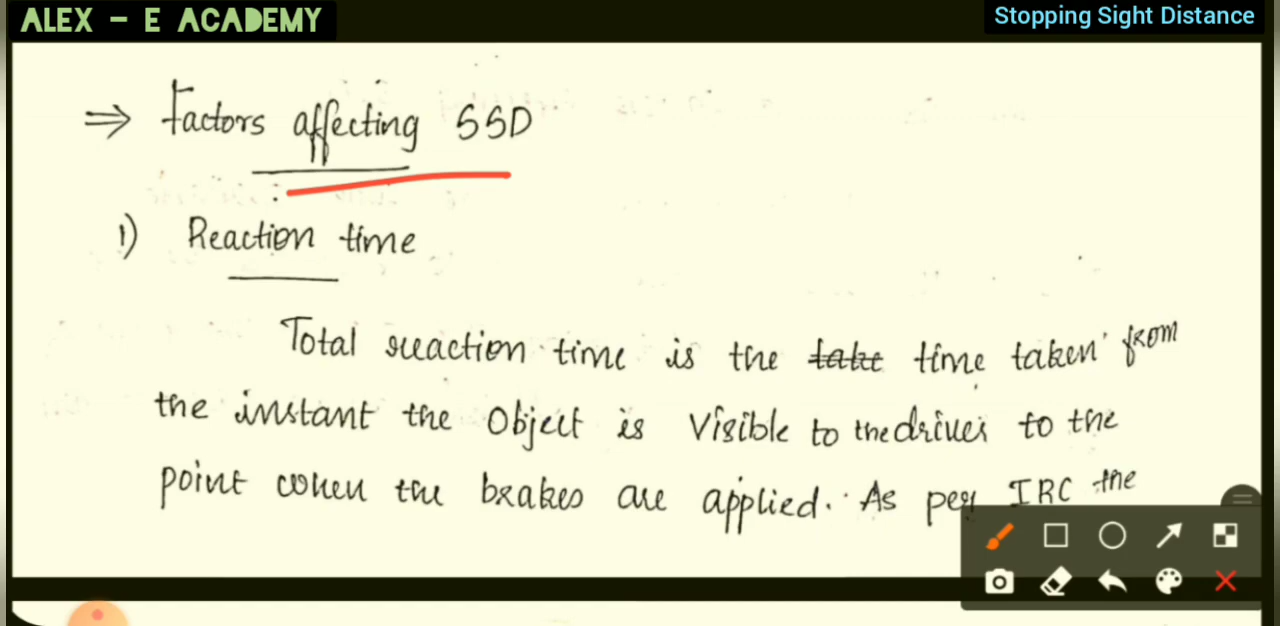 ALEX – E ACADEMY
Stopping Sight Distance
⇒ Factors affecting SSD
1) Reaction time
Total reaction time is the take time taken from
the instant the Object is Visible to the driver to the
point when the brakes are applied. As per IRC the